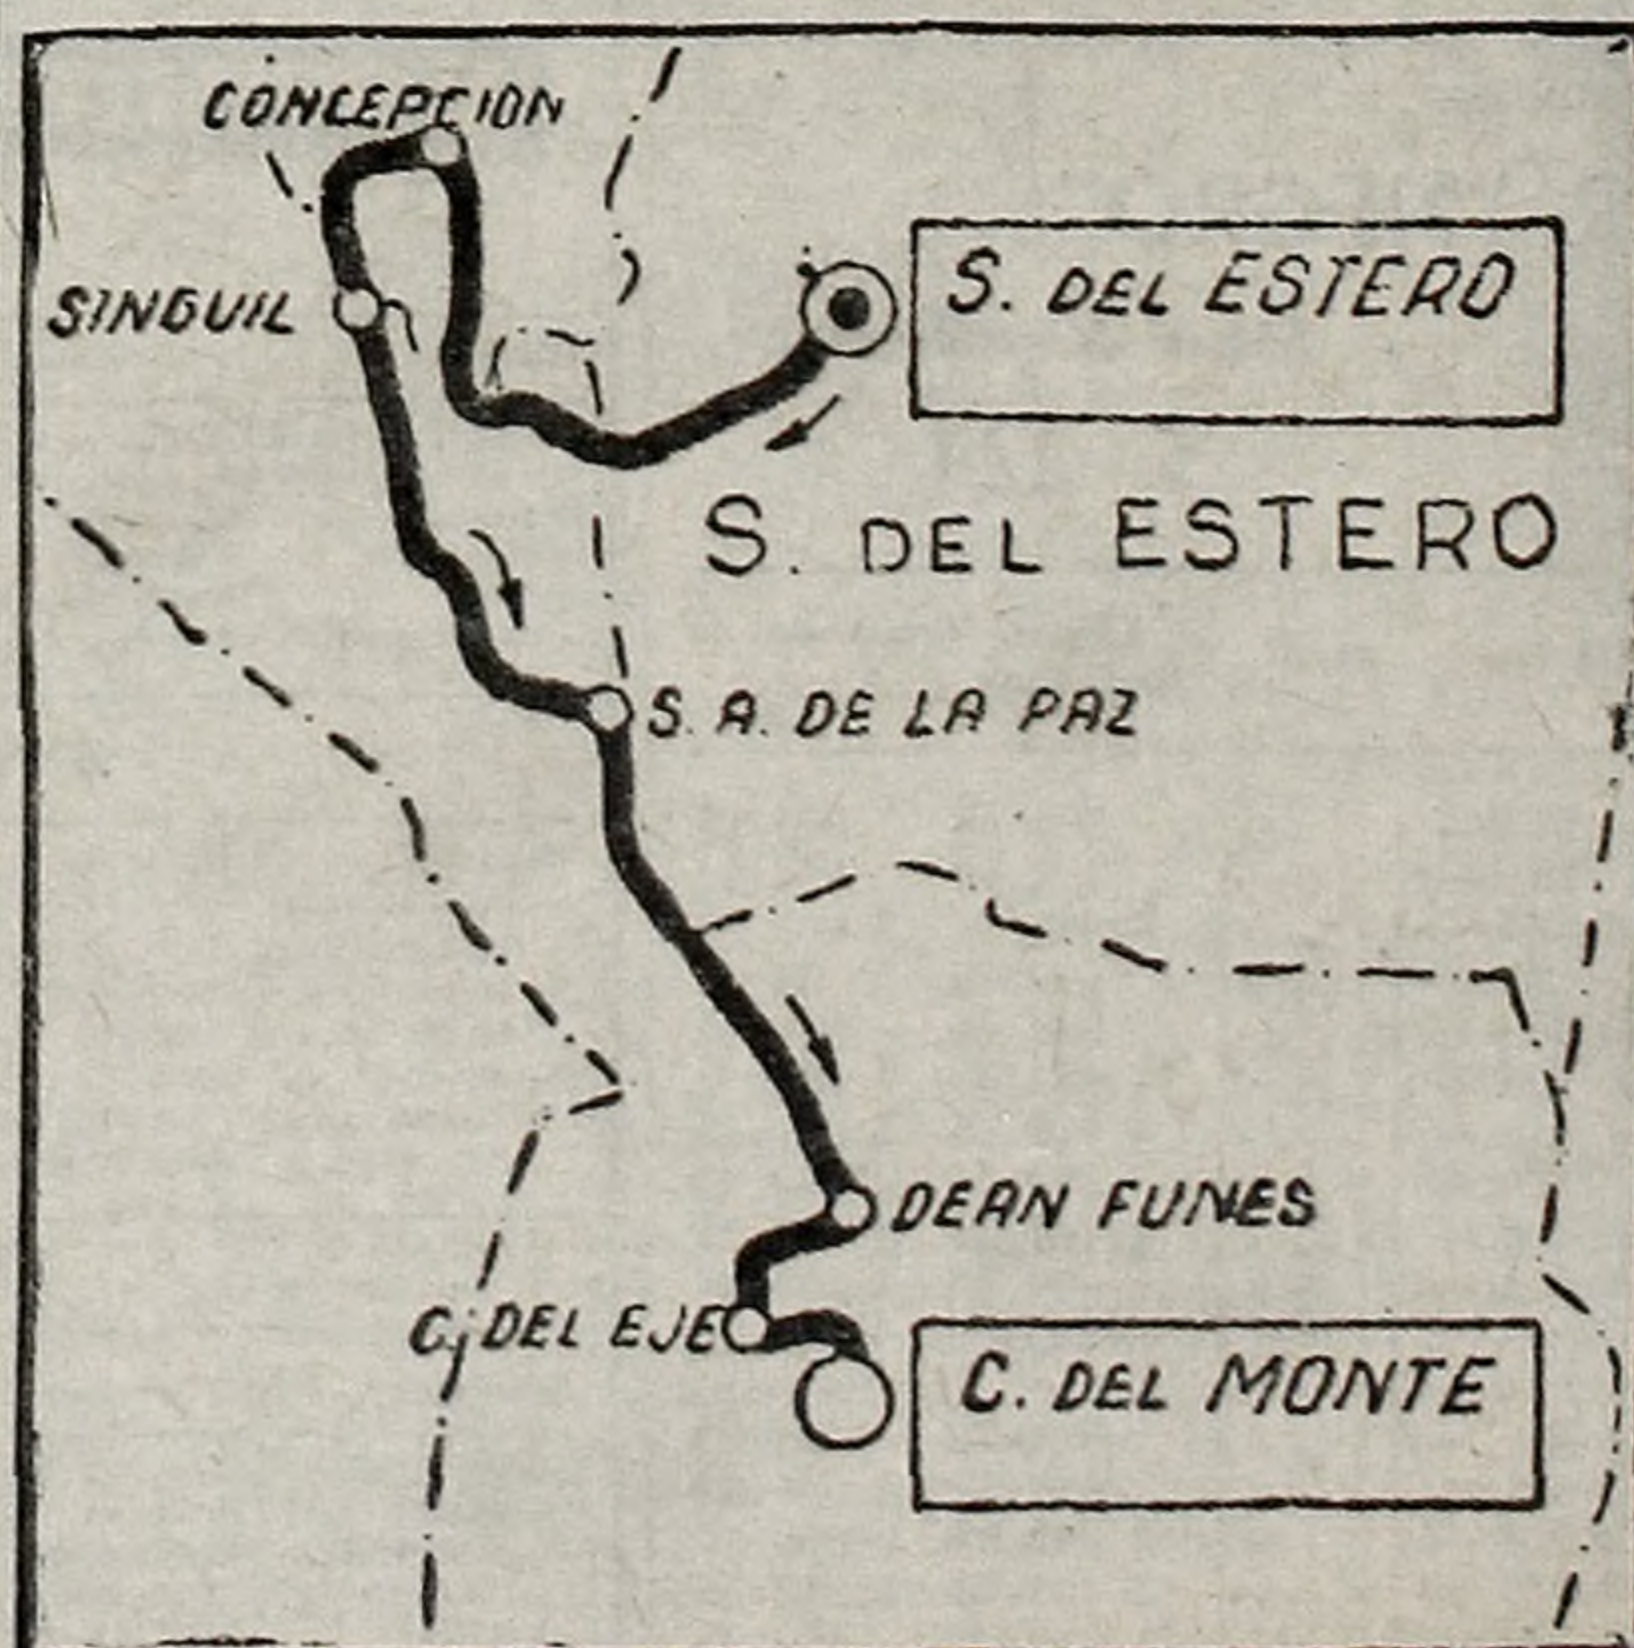 CONCEPCION
SINGUIL
S. DEL ESTERO
S. DEL ESTERO
S. A. DE LA PAZ
DEAN FUNES
C. DEL EJE
C. DEL MONTE